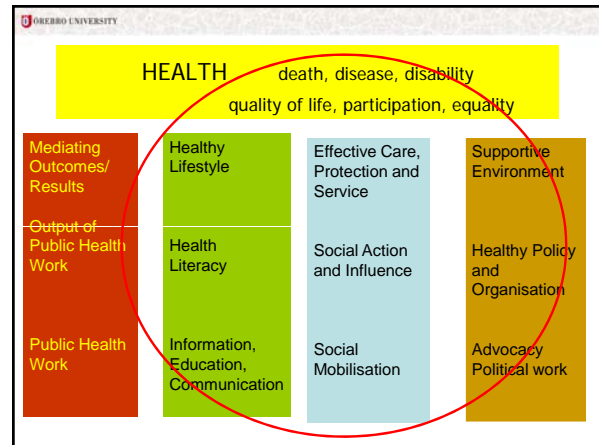 ÖREBRO UNIVERSITY
HEALTH death, disease, disability
quality of life, participation, equality
Mediating
Outcomes/
Results
Output of
Public Health
Work
Public Health
Work
Healthy
Lifestyle
Health
Literacy
Information,
Education,
Communication
Effective Care,
Protection and
Service
Social Action
and Influence
Social
Mobilisation
Supportive
Environment
Healthy Policy
and
Organisation
Advocacy
Political work